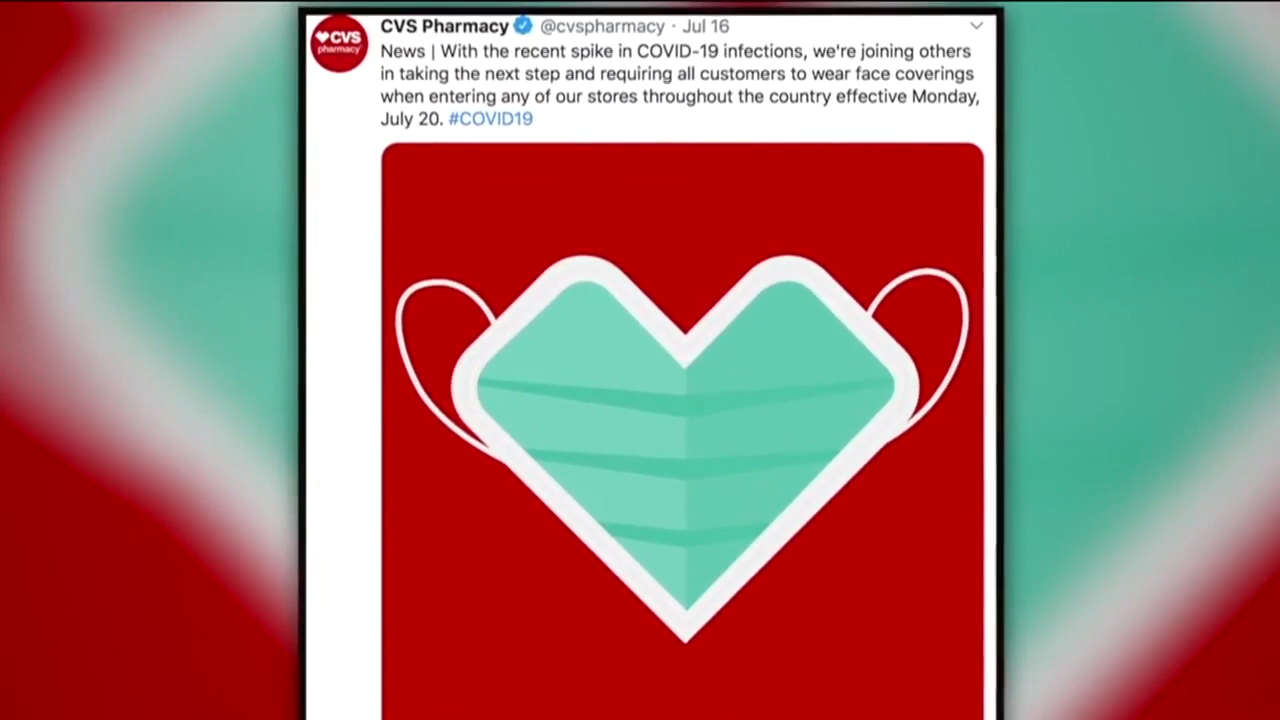 CVS Pharmacy @cvspharmacy · Jul 16
♥CVS
pharmacy
News | With the recent spike in COVID-19 infections, we're joining others
in taking the next step and requiring all customers to wear face coverings
when entering any of our stores throughout the country effective Monday,
July 20. #COVID19